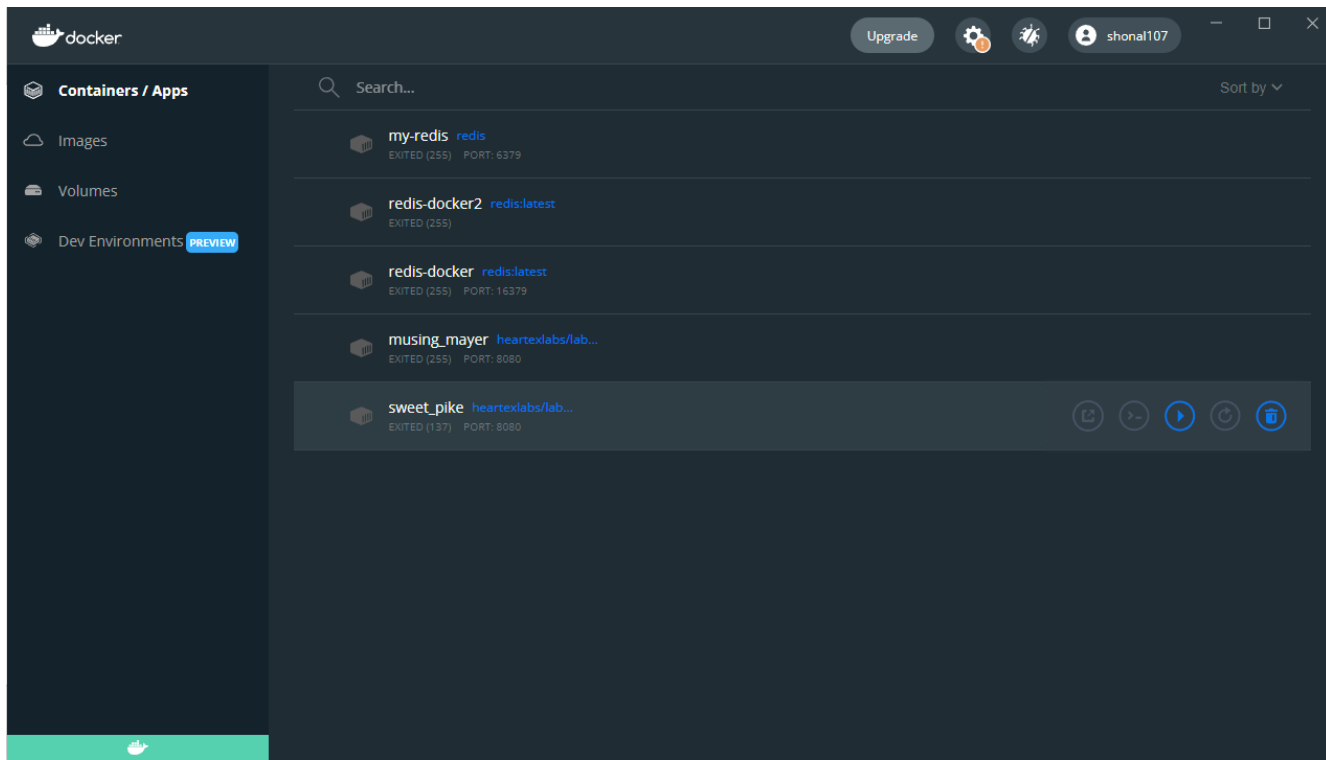 docker
Upgrade
shonal107
Containers / Apps
Images
Volumes
Dev Environments PREVIEW
Search...
Sort by
my-redis redis
EXITED (255) PORT: 6379
redis-docker2 redis:latest
EXITED (255)
redis-docker redis:latest
EXITED (255) PORT: 16379
musing_mayer heartexlabs/lab...
EXITED (255) PORT: 8080
sweet_pike heartexlabs/lab...
EXITED (137) PORT: 8080